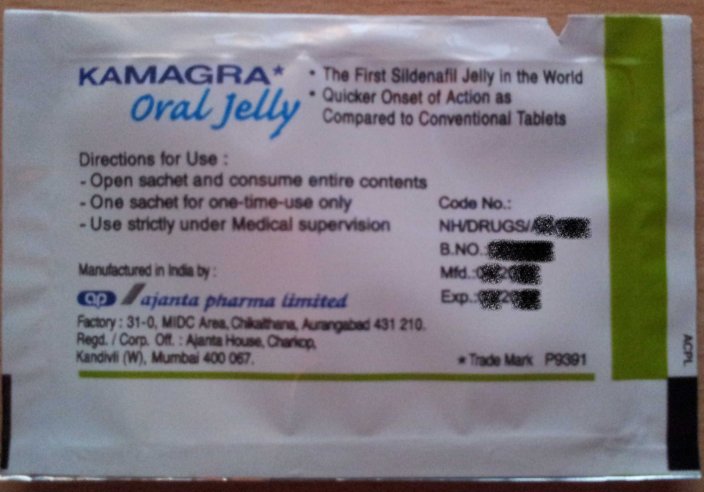 KAMAGRA*
Oral Jelly
• The First Sildenafil Jelly in the World
• Quicker Onset of Action as
Compared to Conventional Tablets
Directions for Use :
- Open sachet and consume entire contents
- One sachet for one-time-use only
- Use strictly under Medical supervision
Code No.:
NH/DRUGS/
B.NO.:
Mfd.:
Exp.:
Manufactured in India by :
ap ajanta pharma limited
Factory : 31-0, MIDC Area, Chikalthana, Aurangabad 431 210.
Regd. / Corp. Off. : Ajanta House, Charkop,
Kandivli (W), Mumbai 400 067.
* Trade Mark P9391
ACPL